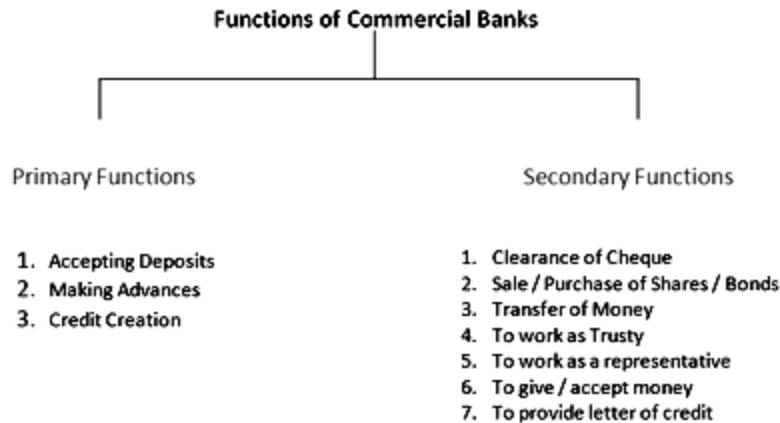 Functions of Commercial Banks
Primary Functions
1. Accepting Deposits
2. Making Advances
3. Credit Creation
Secondary Functions
1. Clearance of Cheque
2. Sale / Purchase of Shares / Bonds
3. Transfer of Money
4. To work as Trusty
5. To work as a representative
6. To give / accept money
7. To provide letter of credit